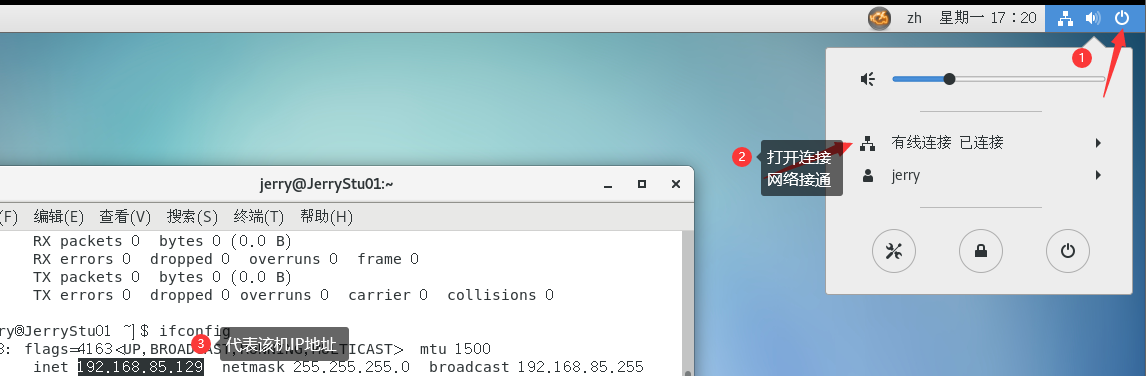 zh 星期一 17：20
1
2
打开连接
网络接通
有线连接 已连接
jerry
jerry@JerryStu01:~
(F) 编辑(E) 查看(V) 搜索(S) 终端(T) 帮助(H)
RX packets 0  bytes 0 (0.0 B)
RX errors 0  dropped 0  overruns 0  frame 0
TX packets 0  bytes 0 (0.0 B)
TX errors 0  dropped 0 overruns 0  carrier 0  collisions 0
ry@JerryStu01 ~]$ ifconfig
3
代表该机IP地址
3: flags=4163<UP,BROADCAST,RUNNING,MULTICAST>  mtu 1500
inet 192.168.85.129  netmask 255.255.255.0  broadcast 192.168.85.255